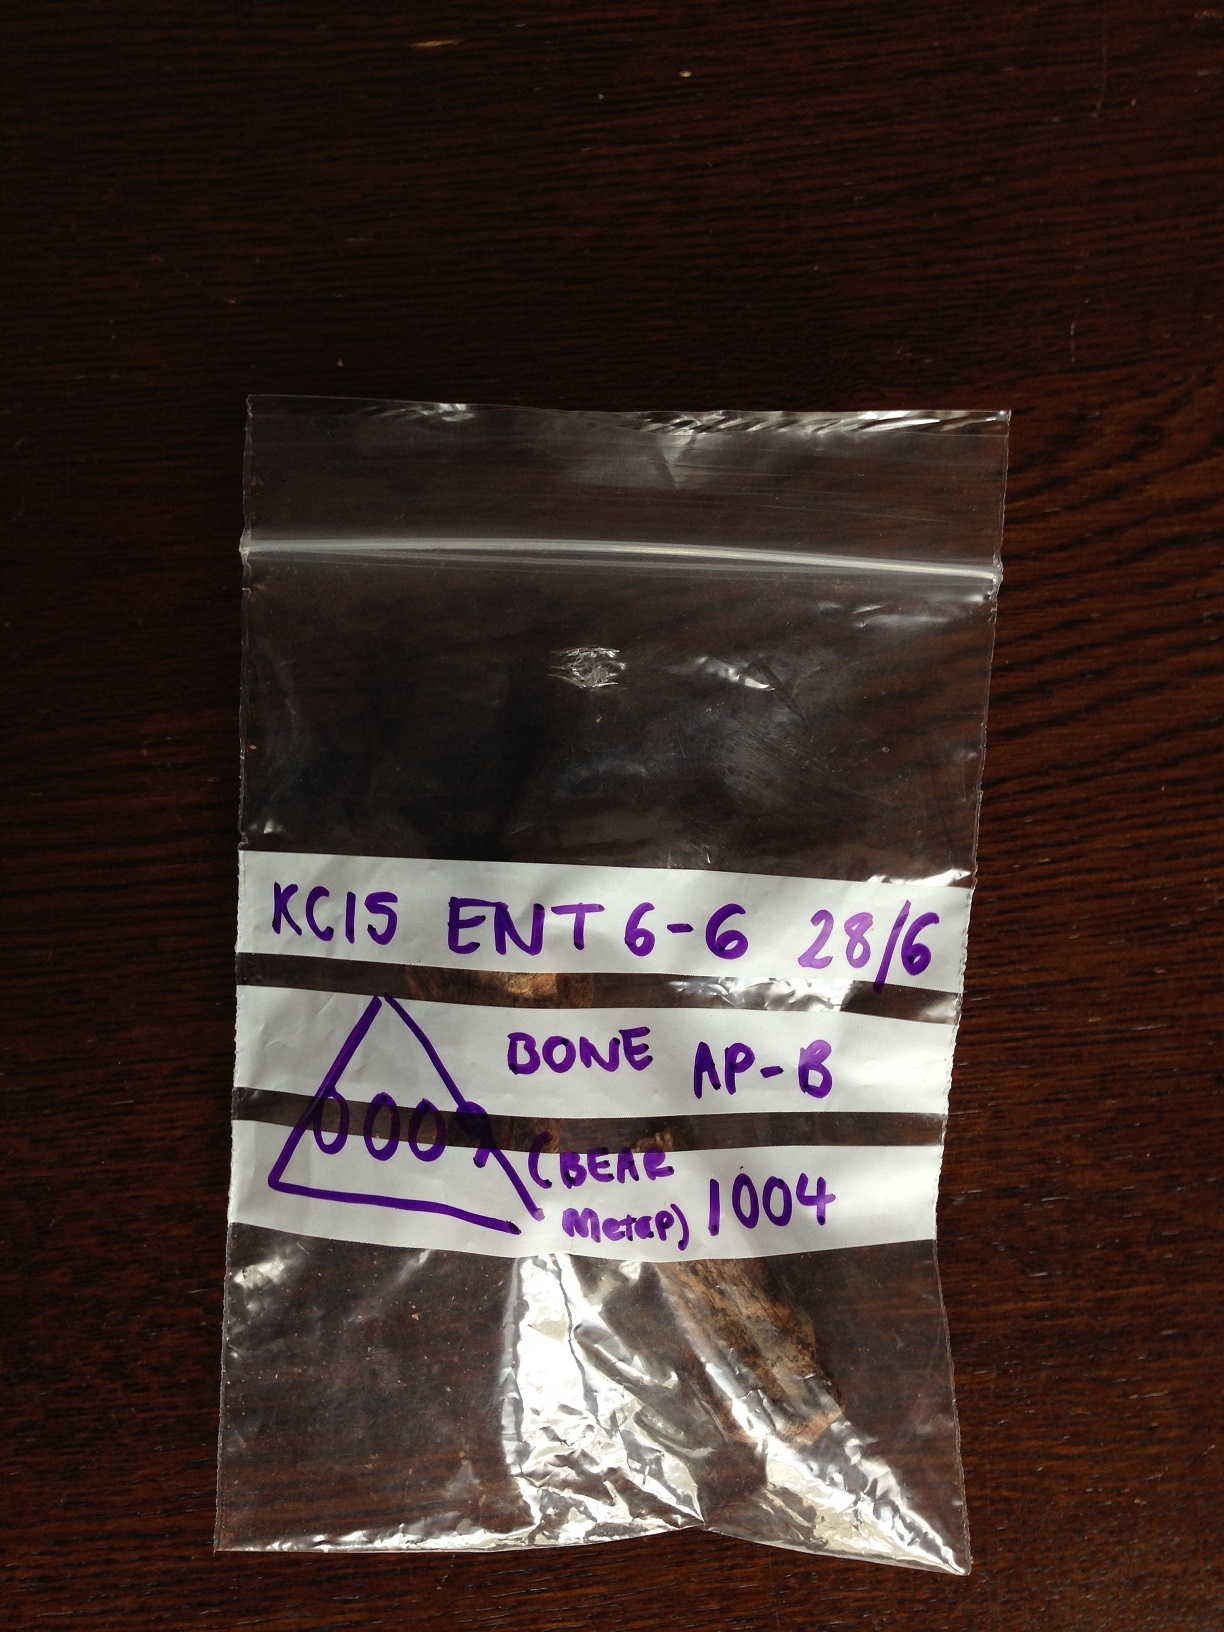 KC15 ENT 6-6 28/6
BONE AP-B
0009 (BEAR
Metap) 1004